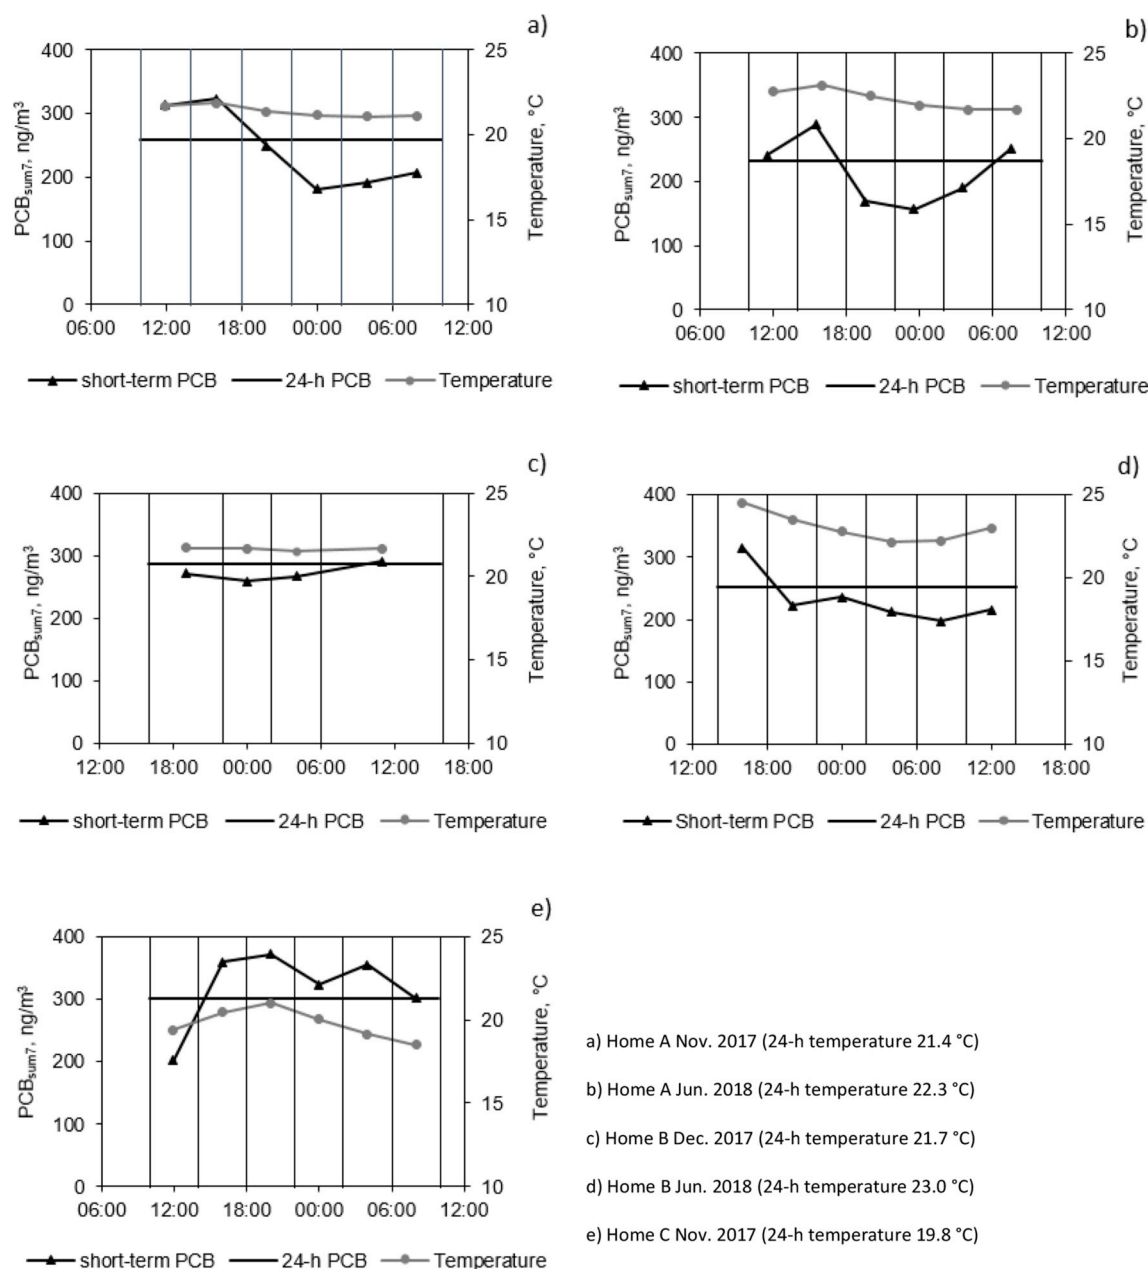 a)
400
300
200
100
0
25
20
15
10
PCBsum7, ng/m³
Temperature, °C
06:00 12:00 18:00 00:00 06:00 12:00
short-term PCB 24-h PCB Temperature
b)
400
300
200
100
0
25
20
15
10
PCBsum7, ng/m³
Temperature, °C
06:00 12:00 18:00 00:00 06:00 12:00
short-term PCB 24-h PCB Temperature
c)
400
300
200
100
0
25
20
15
10
PCBsum7, ng/m³
Temperature, °C
12:00 18:00 00:00 06:00 12:00 18:00
short-term PCB 24-h PCB Temperature
d)
400
300
200
100
0
25
20
15
10
PCBsum7, ng/m³
Temperature, °C
12:00 18:00 00:00 06:00 12:00 18:00
Short-term PCB 24-h PCB Temperature
e)
400
300
200
100
0
25
20
15
10
PCBsum7, ng/m³
Temperature, °C
06:00 12:00 18:00 00:00 06:00 12:00
short-term PCB 24-h PCB Temperature
a) Home A Nov. 2017 (24-h temperature 21.4 °C)
b) Home A Jun. 2018 (24-h temperature 22.3 °C)
c) Home B Dec. 2017 (24-h temperature 21.7 °C)
d) Home B Jun. 2018 (24-h temperature 23.0 °C)
e) Home C Nov. 2017 (24-h temperature 19.8 °C)